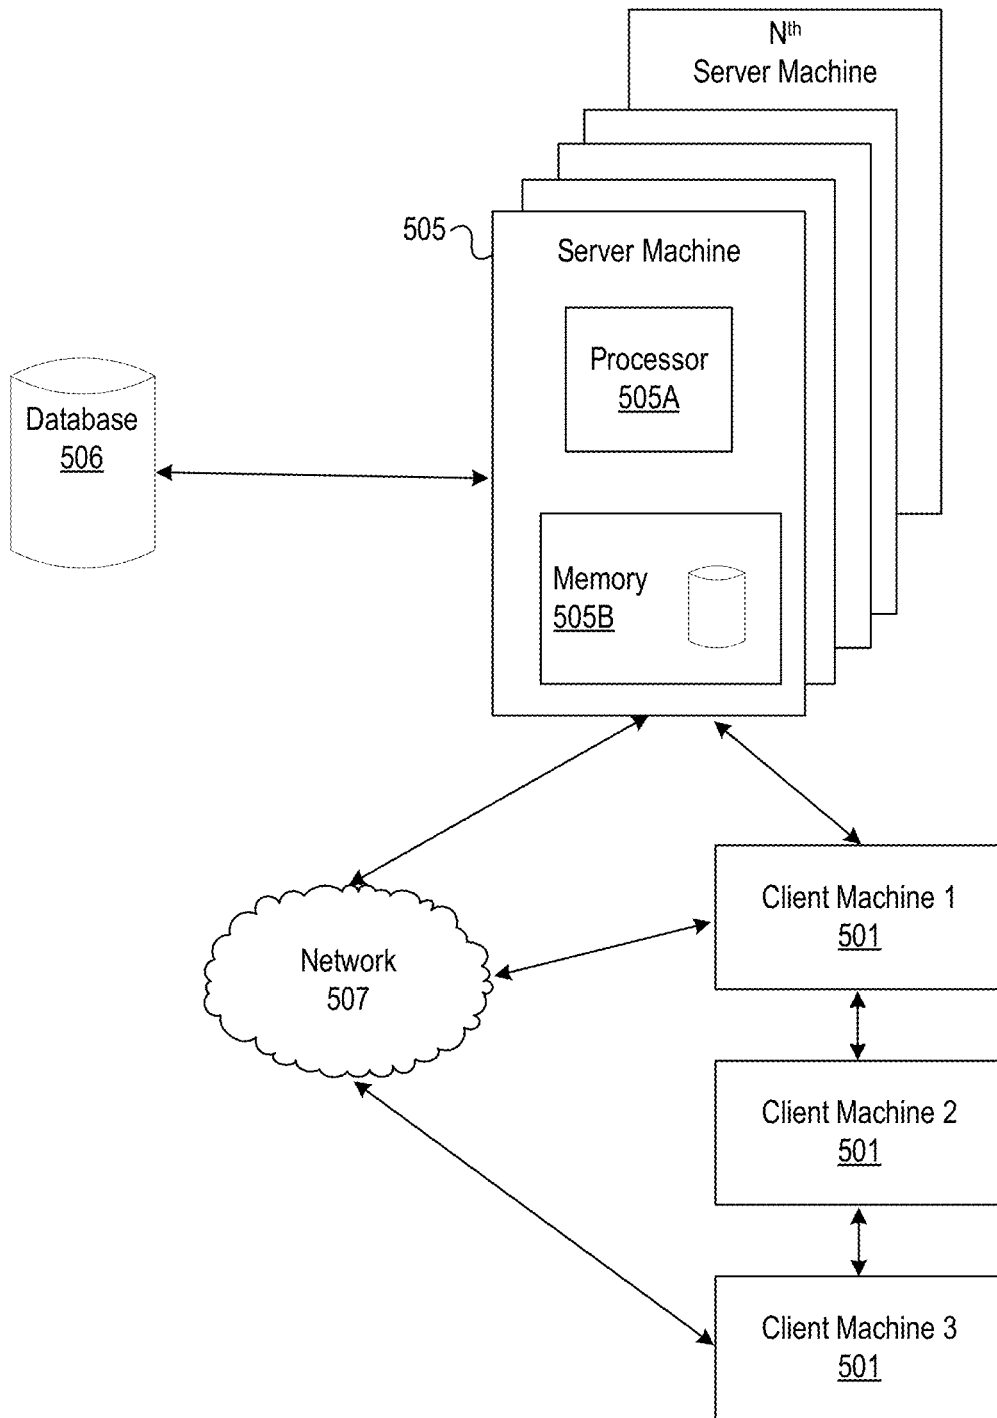 Nth
Server Machine
505
Server Machine
Processor
505A
Database
506
Memory
505B
Client Machine 1
501
Network
507
Client Machine 2
501
Client Machine 3
501